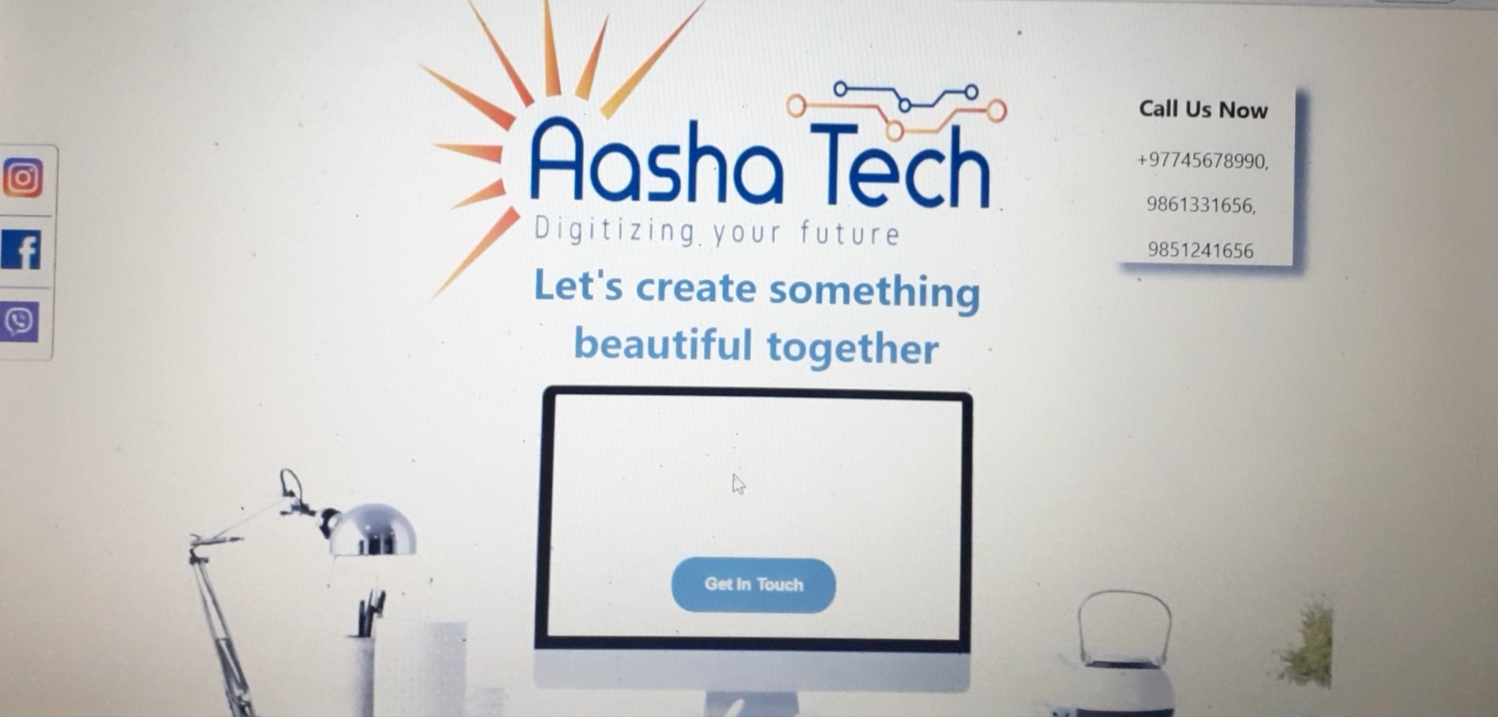 Aasha Tech
Digitizing your future
Let's create something
beautiful together
Get In Touch
Call Us Now
+97745678990,
9861331656,
9851241656